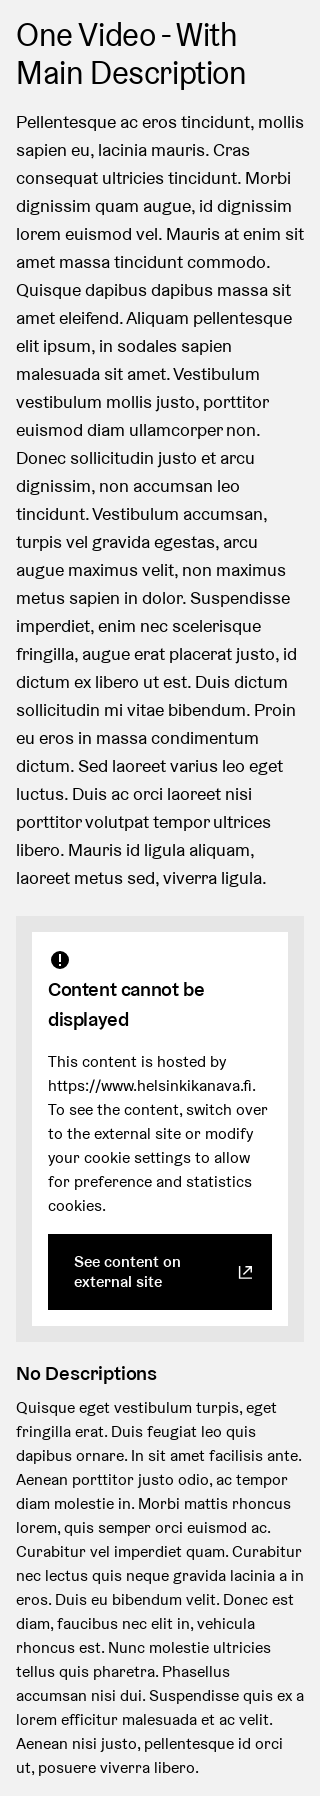 One Video - With
Main Description
Pellentesque ac eros tincidunt, mollis
sapien eu, lacinia mauris. Cras
consequat ultricies tincidunt. Morbi
dignissim quam augue, id dignissim
lorem euismod vel. Mauris at enim sit
amet massa tincidunt commodo.
Quisque dapibus dapibus massa sit
amet eleifend. Aliquam pellentesque
elit ipsum, in sodales sapien
malesuada sit amet. Vestibulum
vestibulum mollis justo, porttitor
euismod diam ullamcorper non.
Donec sollicitudin justo et arcu
dignissim, non accumsan leo
tincidunt. Vestibulum accumsan,
turpis vel gravida egestas, arcu
augue maximus velit, non maximus
metus sapien in dolor. Suspendisse
imperdiet, enim nec scelerisque
fringilla, augue erat placerat justo, id
dictum ex libero ut est. Duis dictum
sollicitudin mi vitae bibendum. Proin
eu eros in massa condimentum
dictum. Sed laoreet varius leo eget
luctus. Duis ac orci laoreet nisi
porttitor volutpat tempor ultrices
libero. Mauris id ligula aliquam,
laoreet metus sed, viverra ligula.
Content cannot be
displayed
This content is hosted by
https://www.helsinkikanava.fi.
To see the content, switch over
to the external site or modify
your cookie settings to allow
for preference and statistics
cookies.
See content on
external site
No Descriptions
Quisque eget vestibulum turpis, eget
fringilla erat. Duis feugiat leo quis
dapibus ornare. In sit amet facilisis ante.
Aenean porttitor justo odio, ac tempor
diam molestie in. Morbi mattis rhoncus
lorem, quis semper orci euismod ac.
Curabitur vel imperdiet quam. Curabitur
nec lectus quis neque gravida lacinia a in
eros. Duis eu bibendum velit. Donec est
diam, faucibus nec elit in, vehicula
rhoncus est. Nunc molestie ultricies
tellus quis pharetra. Phasellus
accumsan nisi dui. Suspendisse quis ex a
lorem efficitur malesuada et ac velit.
Aenean nisi justo, pellentesque id orci
ut, posuere viverra libero.